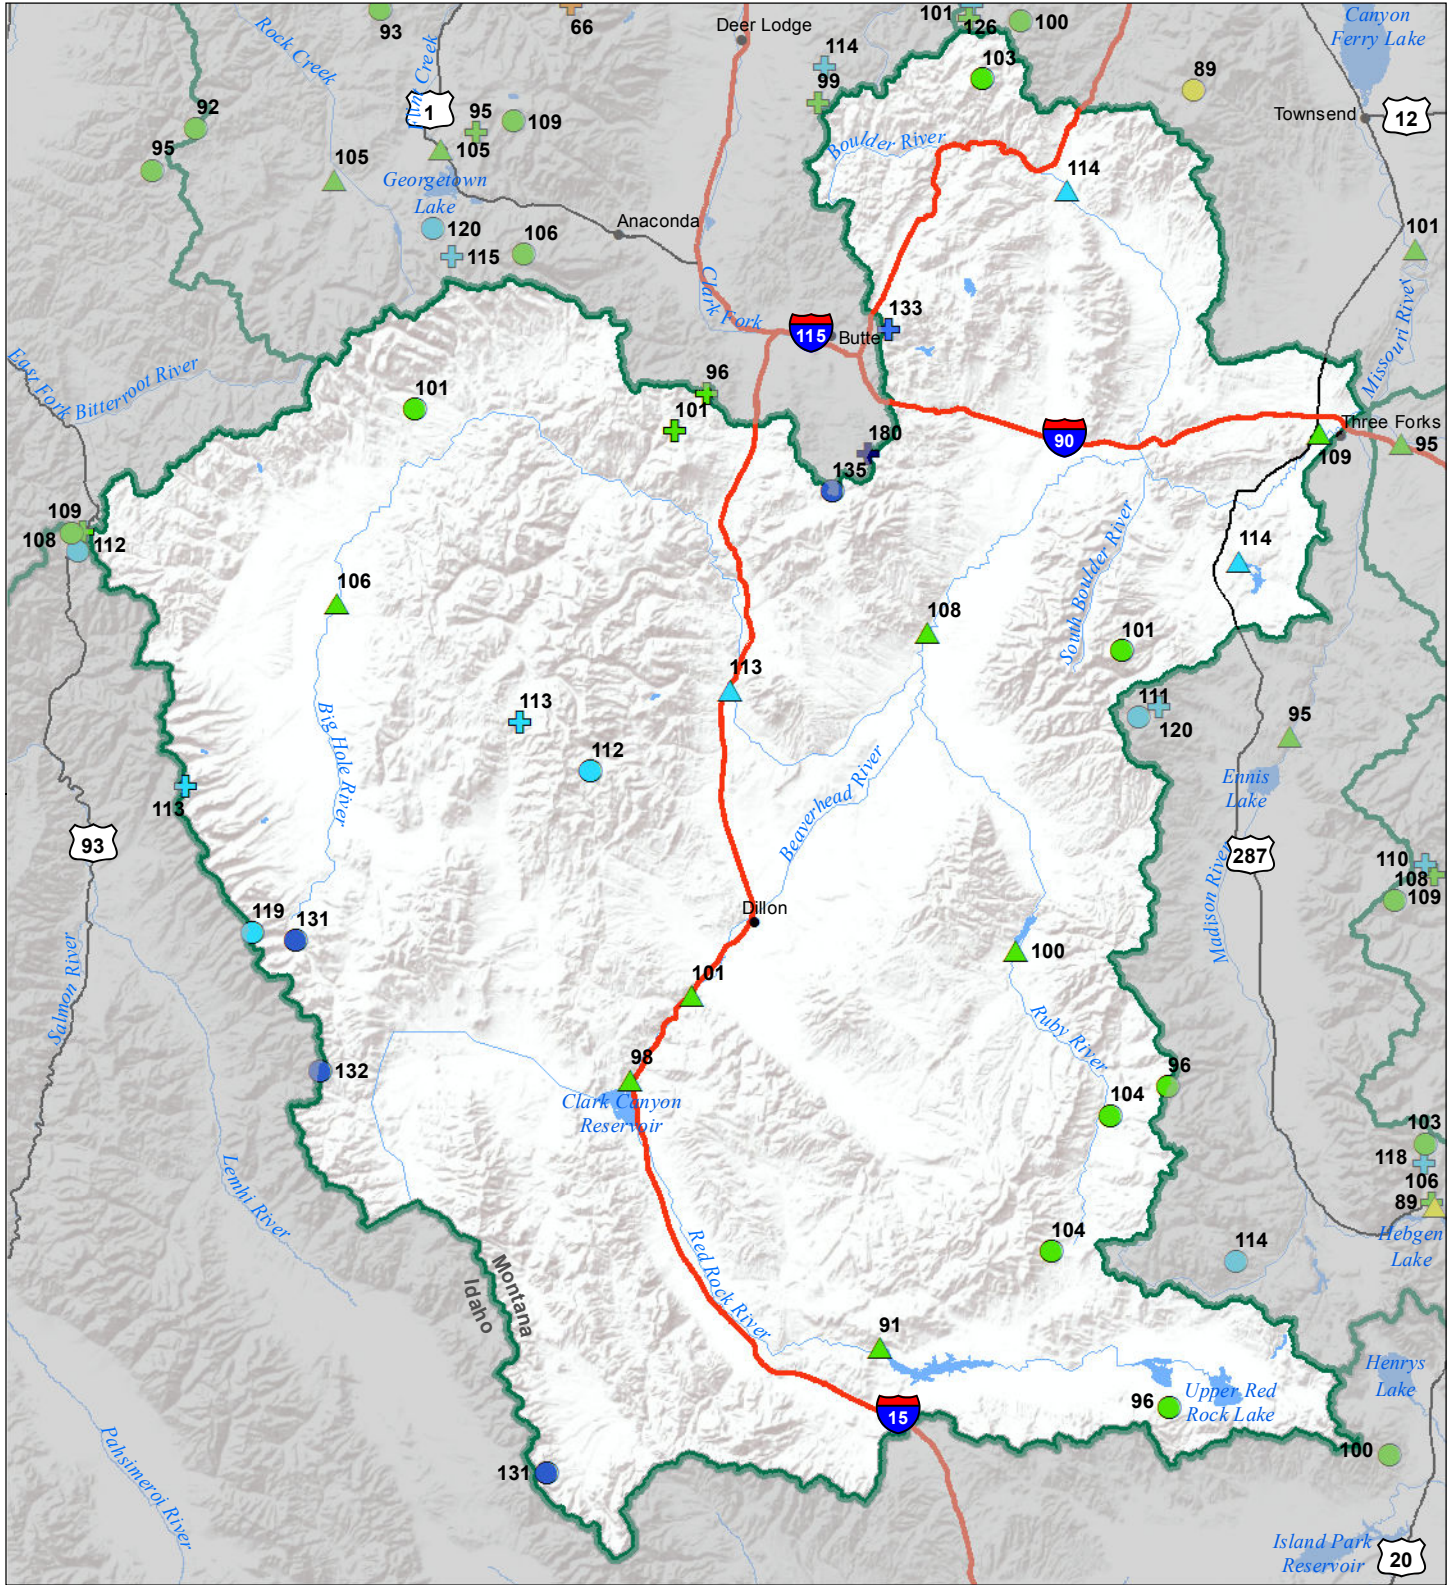 101
126
100
93
66
Deer Lodge
Canyon
Ferry Lake
Rock Creek
Flint Creek
1
114
99
103
89
Townsend
12
92
95
109
95
105
105
Georgetown
Lake
Boulder River
114
120
115
106
Anaconda
101
Clark Fork
133
115
Butte
Missouri River
East Fork Bitterroot River
101
96
101
180
135
90
Three Forks
109
95
109
108
112
114
South Boulder River
106
108
101
113
113
111
120
95
112
Big Hole River
113
Ennis
Lake
Beaverhead River
93
287
110
108
109
Madison River
119
131
Dillon
Salmon River
101
100
Ruby River
132
98
96
Clark Canyon
Reservoir
104
103
118
106
89
Lemhi River
104
114
Hebgen
Lake
Red Rock River
Montana
Idaho
91
Henrys
Lake
96
Upper Red
Rock Lake
15
100
131
Pahsimeroi River
Island Park
Reservoir
20